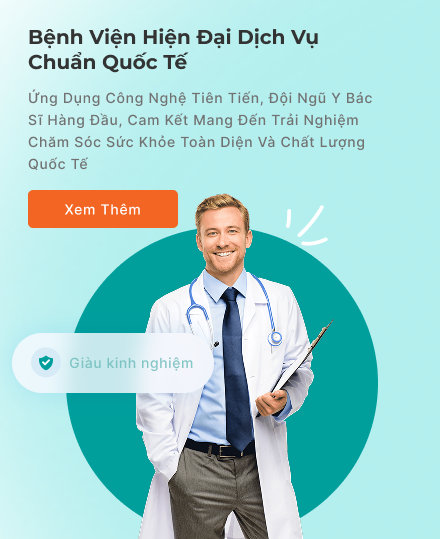 Bệnh Viện Hiện Đại Dịch Vụ
Chuẩn Quốc Tế
Ứng Dụng Công Nghệ Tiên Tiến, Đội Ngũ Y Bác
Sĩ Hàng Đầu, Cam Kết Mang Đến Trải Nghiệm
Chăm Sóc Sức Khỏe Toàn Diện Và Chất Lượng
Quốc Tế
Xem Thêm
Giàu kinh nghiệm